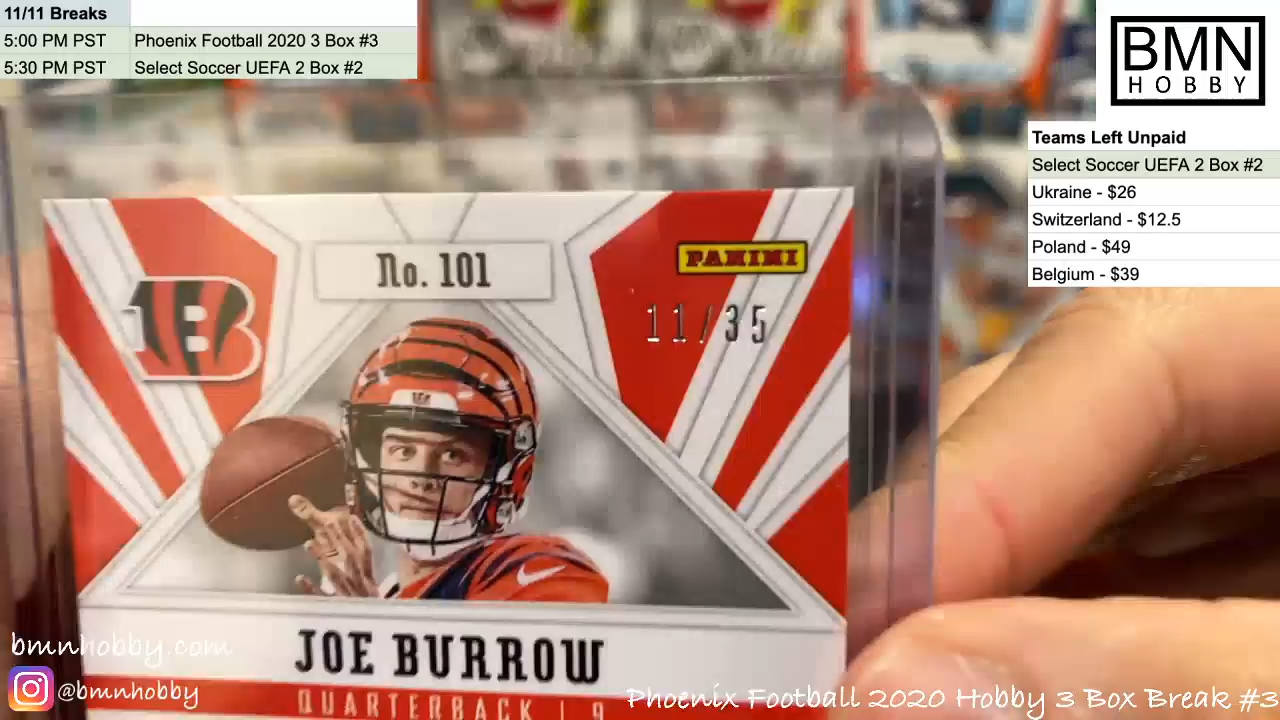 11/11 Breaks
5:00 PM PST Phoenix Football 2020 3 Box #3
5:30 PM PST Select Soccer UEFA 2 Box #2
BMN
HOBBY
Teams Left Unpaid
Select Soccer UEFA 2 Box #2
Ukraine - $26
Switzerland - $12.5
Poland - $49
Belgium - $39
No. 101
PANINI
11/35
B
JOE BURROW
QUARTERBACK | 9
bmnhobby.com
@bmnhobby
Phoenix Football 2020 Hobby 3 Box Break #3